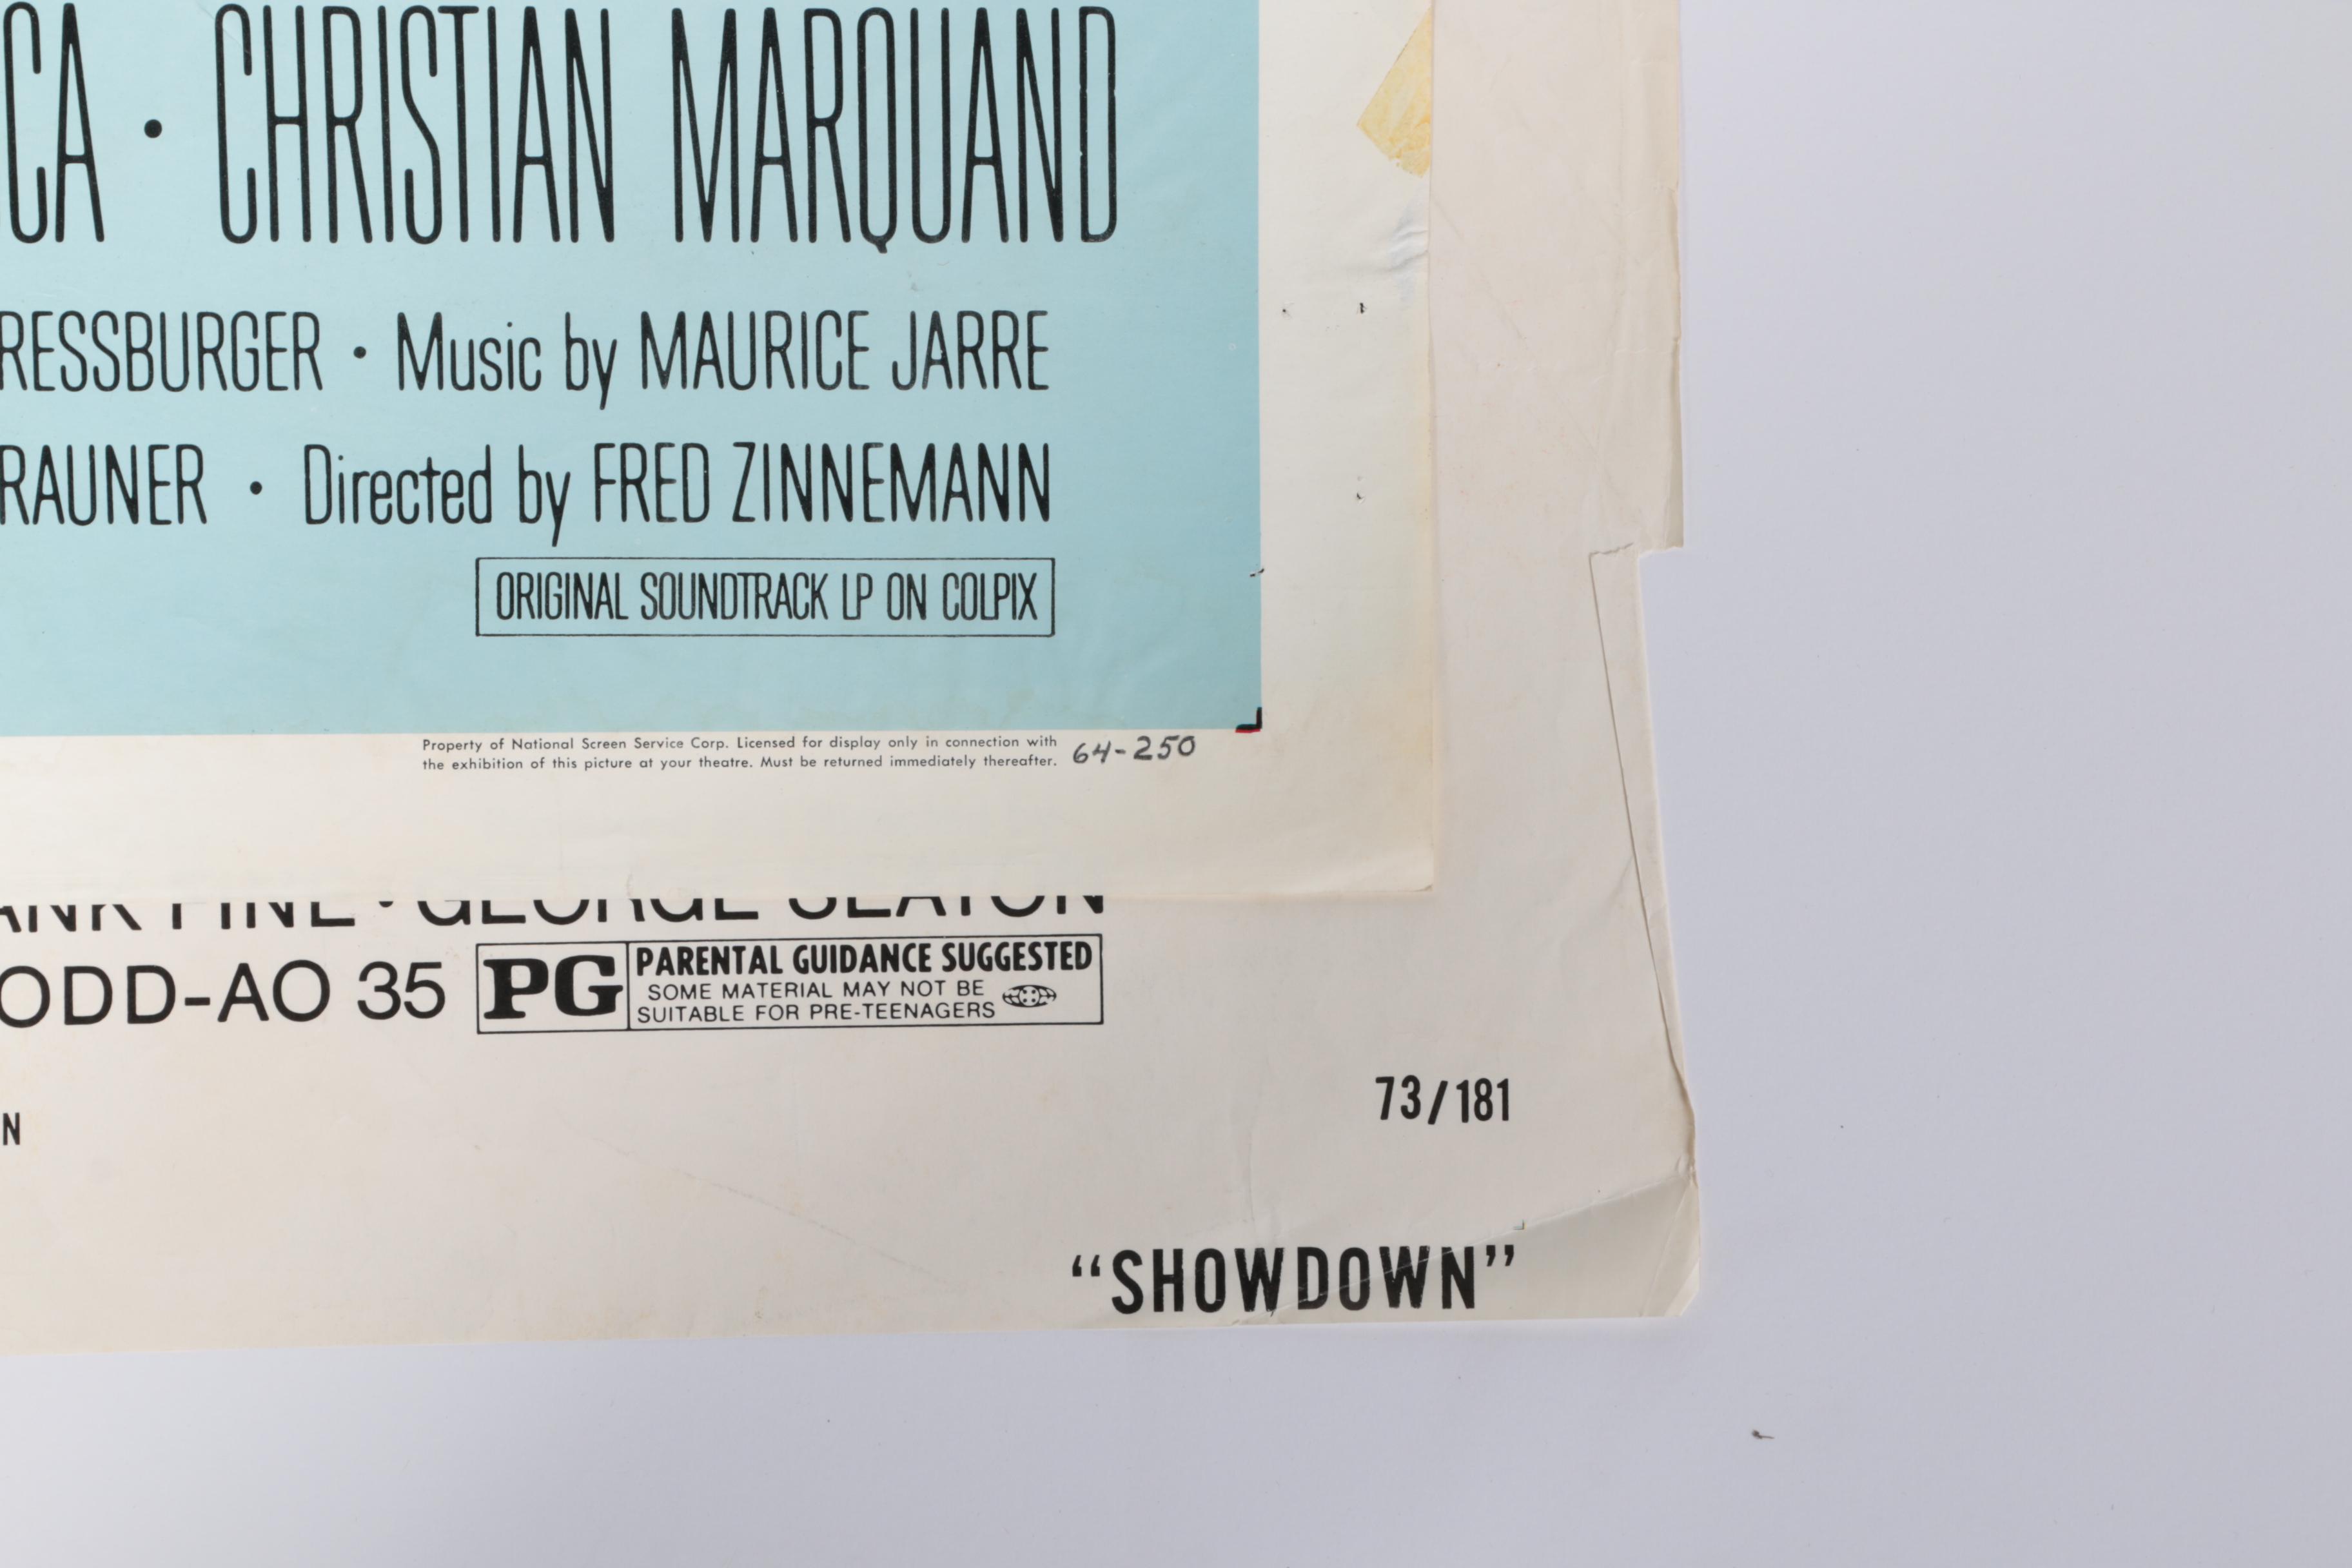 CA · CHRISTIAN MARQUAND
RESSBURGER · Music by MAURICE JARRE
RAUNER · Directed by FRED ZINNEMANN
ORIGINAL SOUNDTRACK LP ON COLPIX
Property of National Screen Service Corp. Licensed for display only in connection with
the exhibition of this picture at your theatre. Must be returned immediately thereafter.
64-250
GEORGE SEATON
ODD-AO 35
PG
PARENTAL GUIDANCE SUGGESTED
SOME MATERIAL MAY NOT BE
SUITABLE FOR PRE-TEENAGERS
73/181
N
"SHOWDOWN"